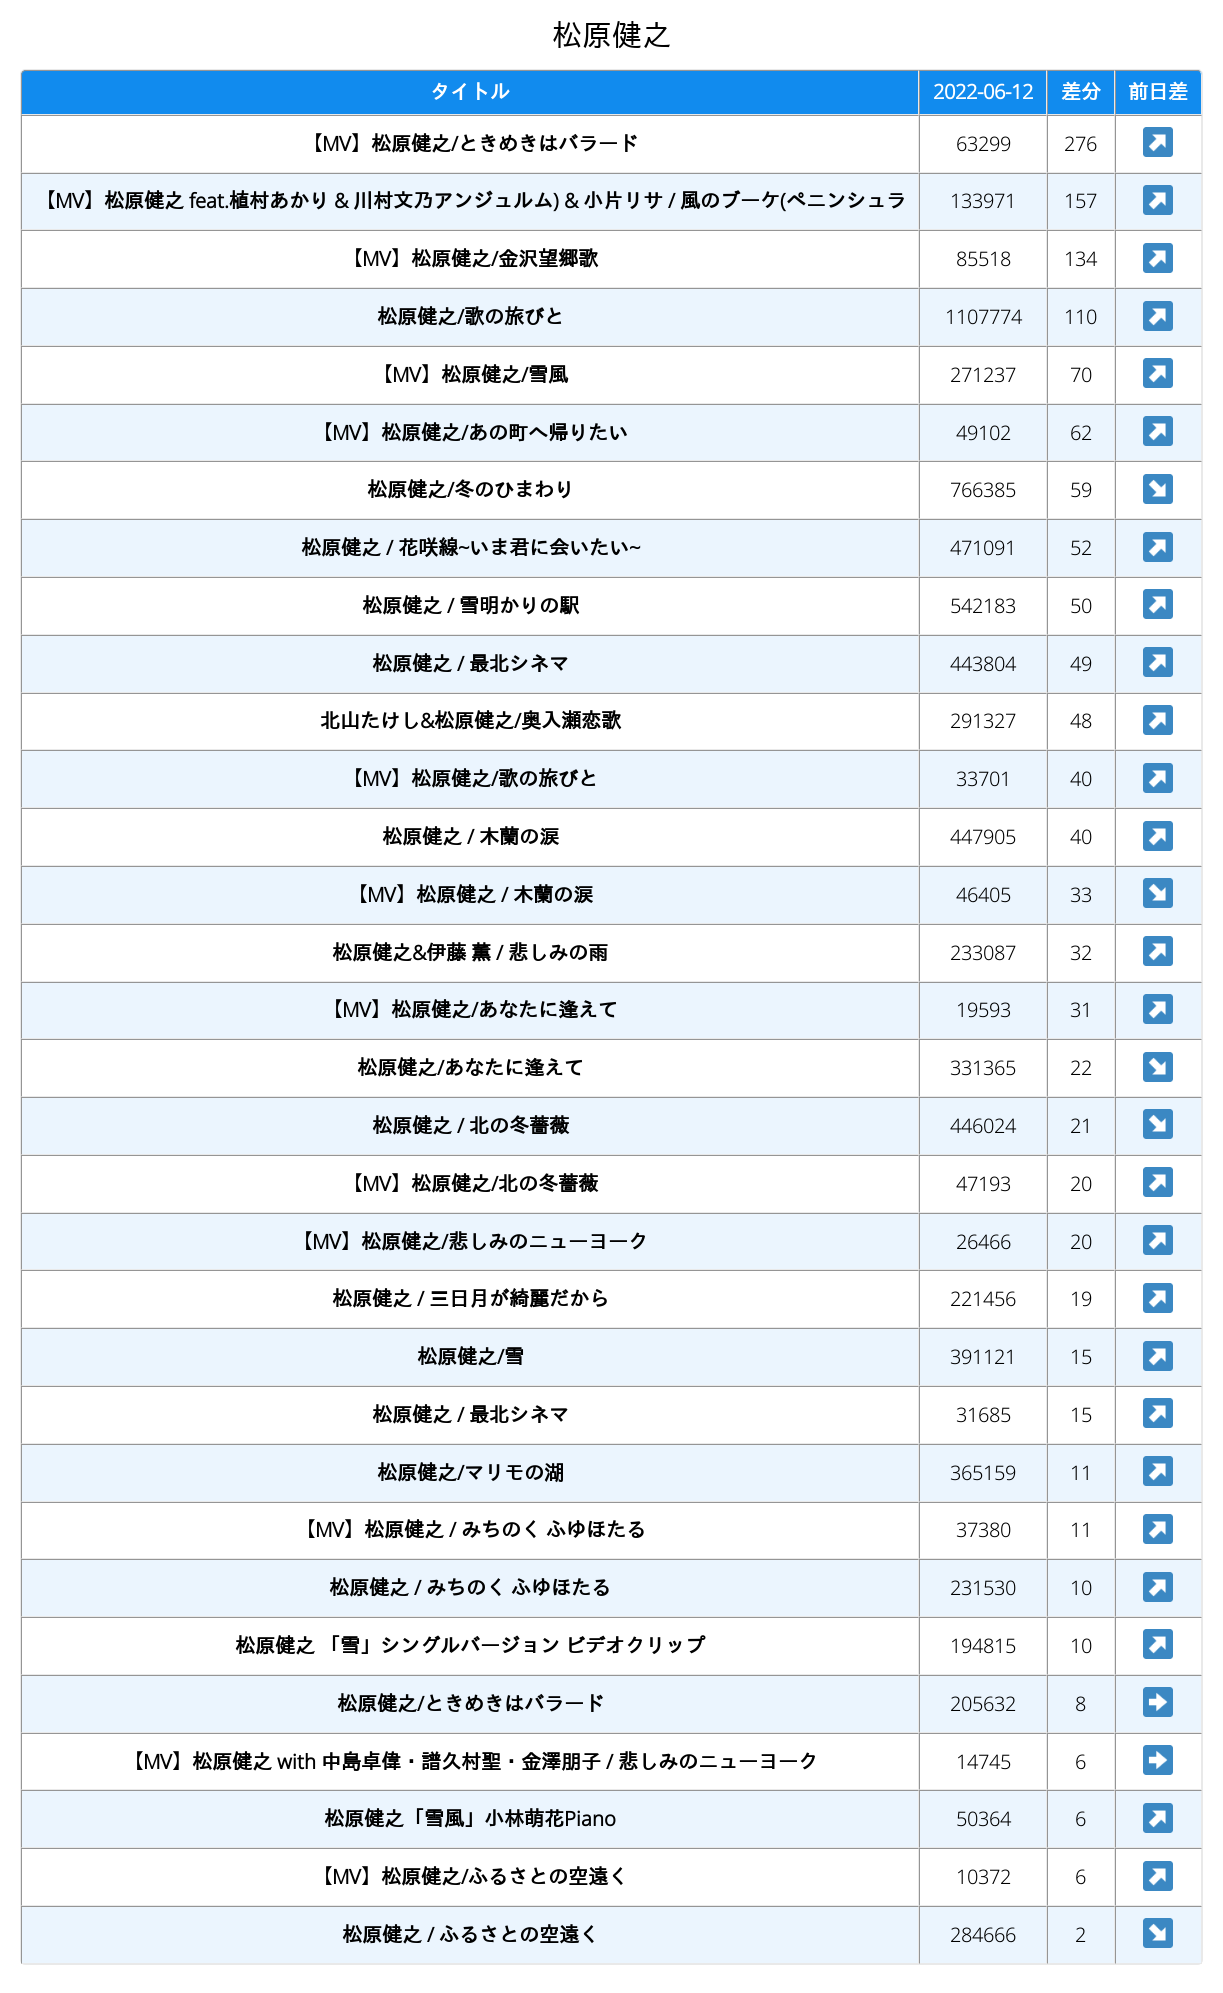 松原健之
タイトル 2022-06-12 差分 前日差
【MV】松原健之/ときめきはバラード 63299 276 ↗
【MV】松原健之 feat.植村あかり & 川村文乃アンジュルム) & 小片リサ / 風のブーケ(ペニンシュラ 133971 157 ↗
【MV】松原健之/金沢望郷歌 85518 134 ↗
松原健之/歌の旅びと 1107774 110 ↗
【MV】松原健之/雪風 271237 70 ↗
【MV】松原健之/あの町へ帰りたい 49102 62 ↗
松原健之/冬のひまわり 766385 59 ↘
松原健之 / 花咲線~いま君に会いたい~ 471091 52 ↗
松原健之 / 雪明かりの駅 542183 50 ↗
松原健之 / 最北シネマ 443804 49 ↗
北山たけし&松原健之/奥入瀬恋歌 291327 48 ↗
【MV】松原健之/歌の旅びと 33701 40 ↗
松原健之 / 木蘭の涙 447905 40 ↗
【MV】松原健之 / 木蘭の涙 46405 33 ↘
松原健之&伊藤 薫 / 悲しみの雨 233087 32 ↗
【MV】松原健之/あなたに逢えて 19593 31 ↗
松原健之/あなたに逢えて 331365 22 ↘
松原健之 / 北の冬薔薇 446024 21 ↘
【MV】松原健之/北の冬薔薇 47193 20 ↗
【MV】松原健之/悲しみのニューヨーク 26466 20 ↗
松原健之 / 三日月が綺麗だから 221456 19 ↗
松原健之/雪 391121 15 ↗
松原健之 / 最北シネマ 31685 15 ↗
松原健之/マリモの湖 365159 11 ↗
【MV】松原健之 / みちのく ふゆほたる 37380 11 ↗
松原健之 / みちのく ふゆほたる 231530 10 ↗
松原健之 「雪」シングルバージョン ビデオクリップ 194815 10 ↗
松原健之/ときめきはバラード 205632 8 ➡
【MV】松原健之 with 中島卓偉・譜久村聖・金澤朋子 / 悲しみのニューヨーク 14745 6 ➡
松原健之「雪風」小林萌花Piano 50364 6 ↗
【MV】松原健之/ふるさとの空遠く 10372 6 ↗
松原健之 / ふるさとの空遠く 284666 2 ↘